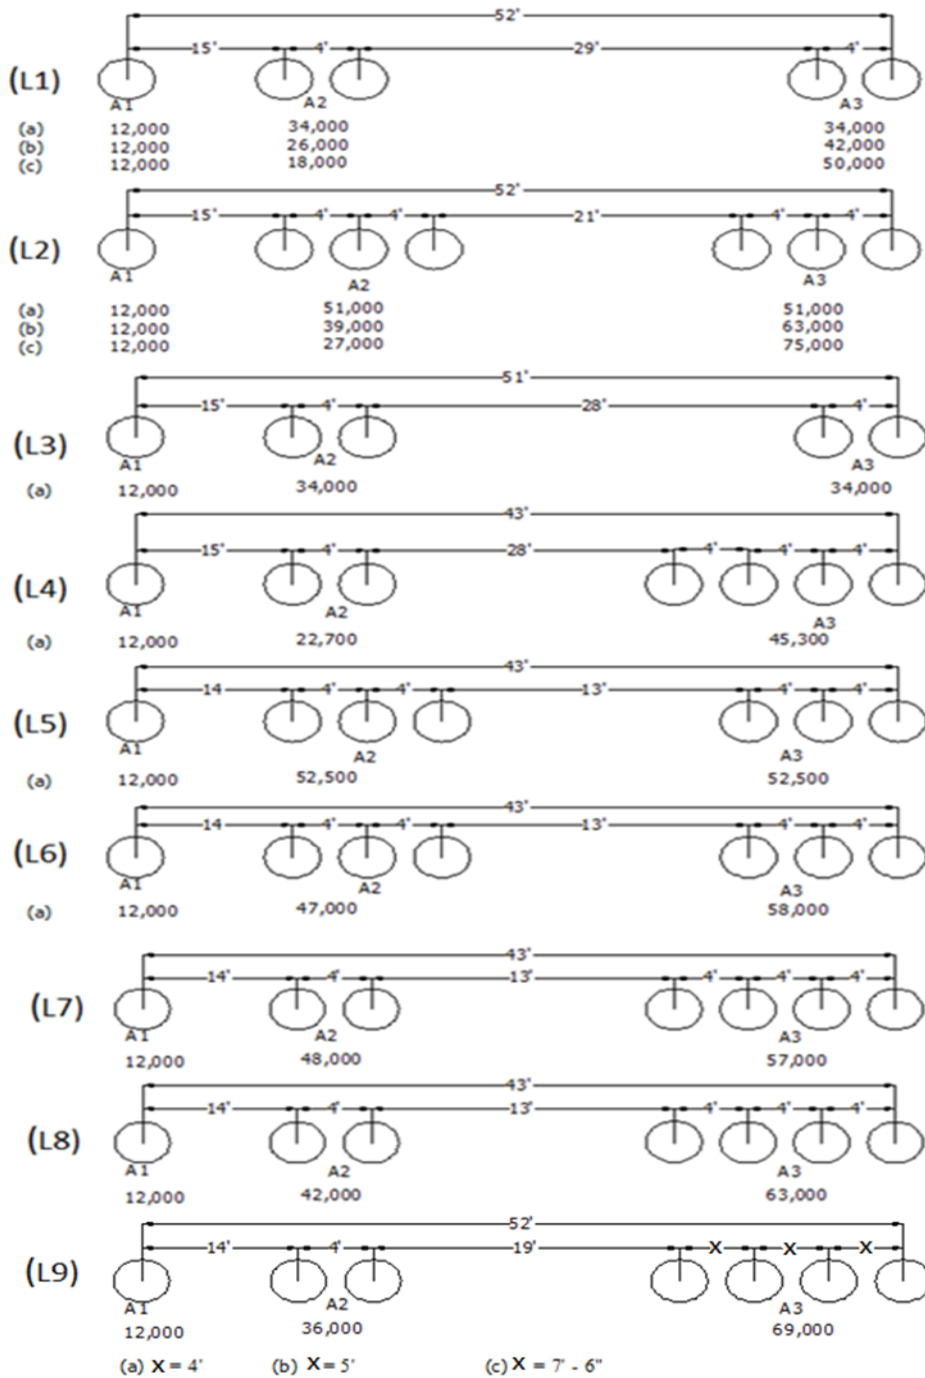 52'
15' 4' 29' 4'
(L1)
A1 A2 A3
(a) 12,000 34,000 34,000
(b) 12,000 26,000 42,000
(c) 12,000 18,000 50,000
52'
15' 4' 4' 21' 4' 4'
(L2)
A1 A2 A3
(a) 12,000 51,000 51,000
(b) 12,000 39,000 63,000
(c) 12,000 27,000 75,000
51'
15' 4' 28' 4'
(L3)
A1 A2 A3
(a) 12,000 34,000 34,000
43'
15' 4' 28' 4' 4' 4'
(L4)
A1 A2 A3
(a) 12,000 22,700 45,300
43'
14 4' 4' 13' 4' 4'
(L5)
A1 A2 A3
(a) 12,000 52,500 52,500
43'
14 4' 4' 13' 4' 4'
(L6)
A1 A2 A3
(a) 12,000 47,000 58,000
43'
14' 4' 13' 4' 4' 4'
(L7)
A1 A2 A3
12,000 48,000 57,000
43'
14' 4' 13' 4' 4' 4'
(L8)
A1 A2 A3
12,000 42,000 63,000
52'
14' 4' 19' X X X
(L9)
A1 A2 A3
12,000 36,000 69,000
(a) X = 4' (b) X = 5' (c) X = 7' - 6"